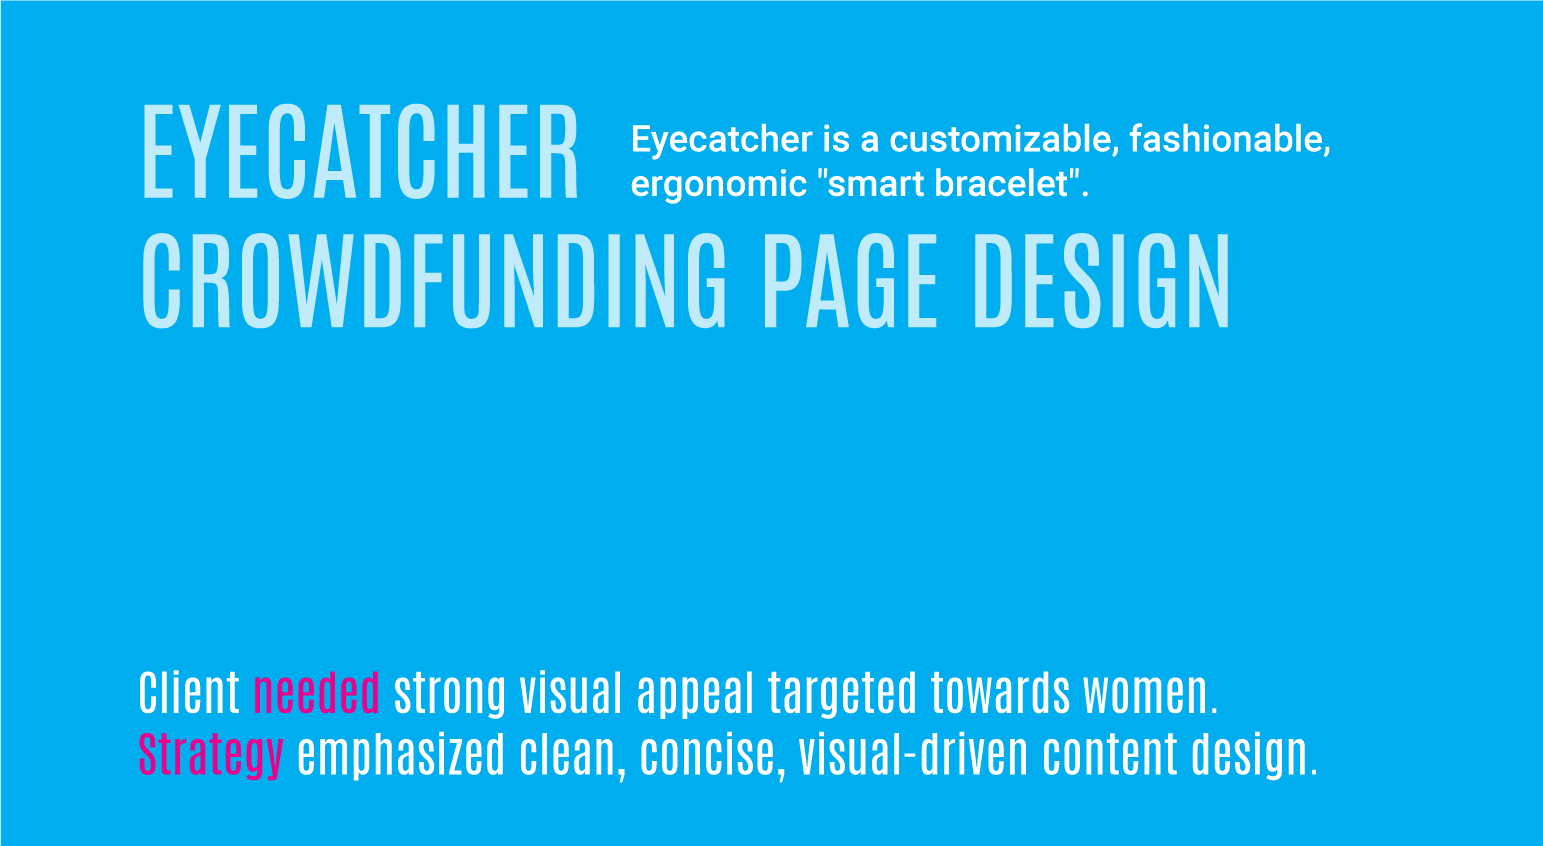 EYECATCHER
Eyecatcher is a customizable, fashionable,
ergonomic "smart bracelet".
CROWDFUNDING PAGE DESIGN
Client needed strong visual appeal targeted towards women.
Strategy emphasized clean, concise, visual-driven content design.